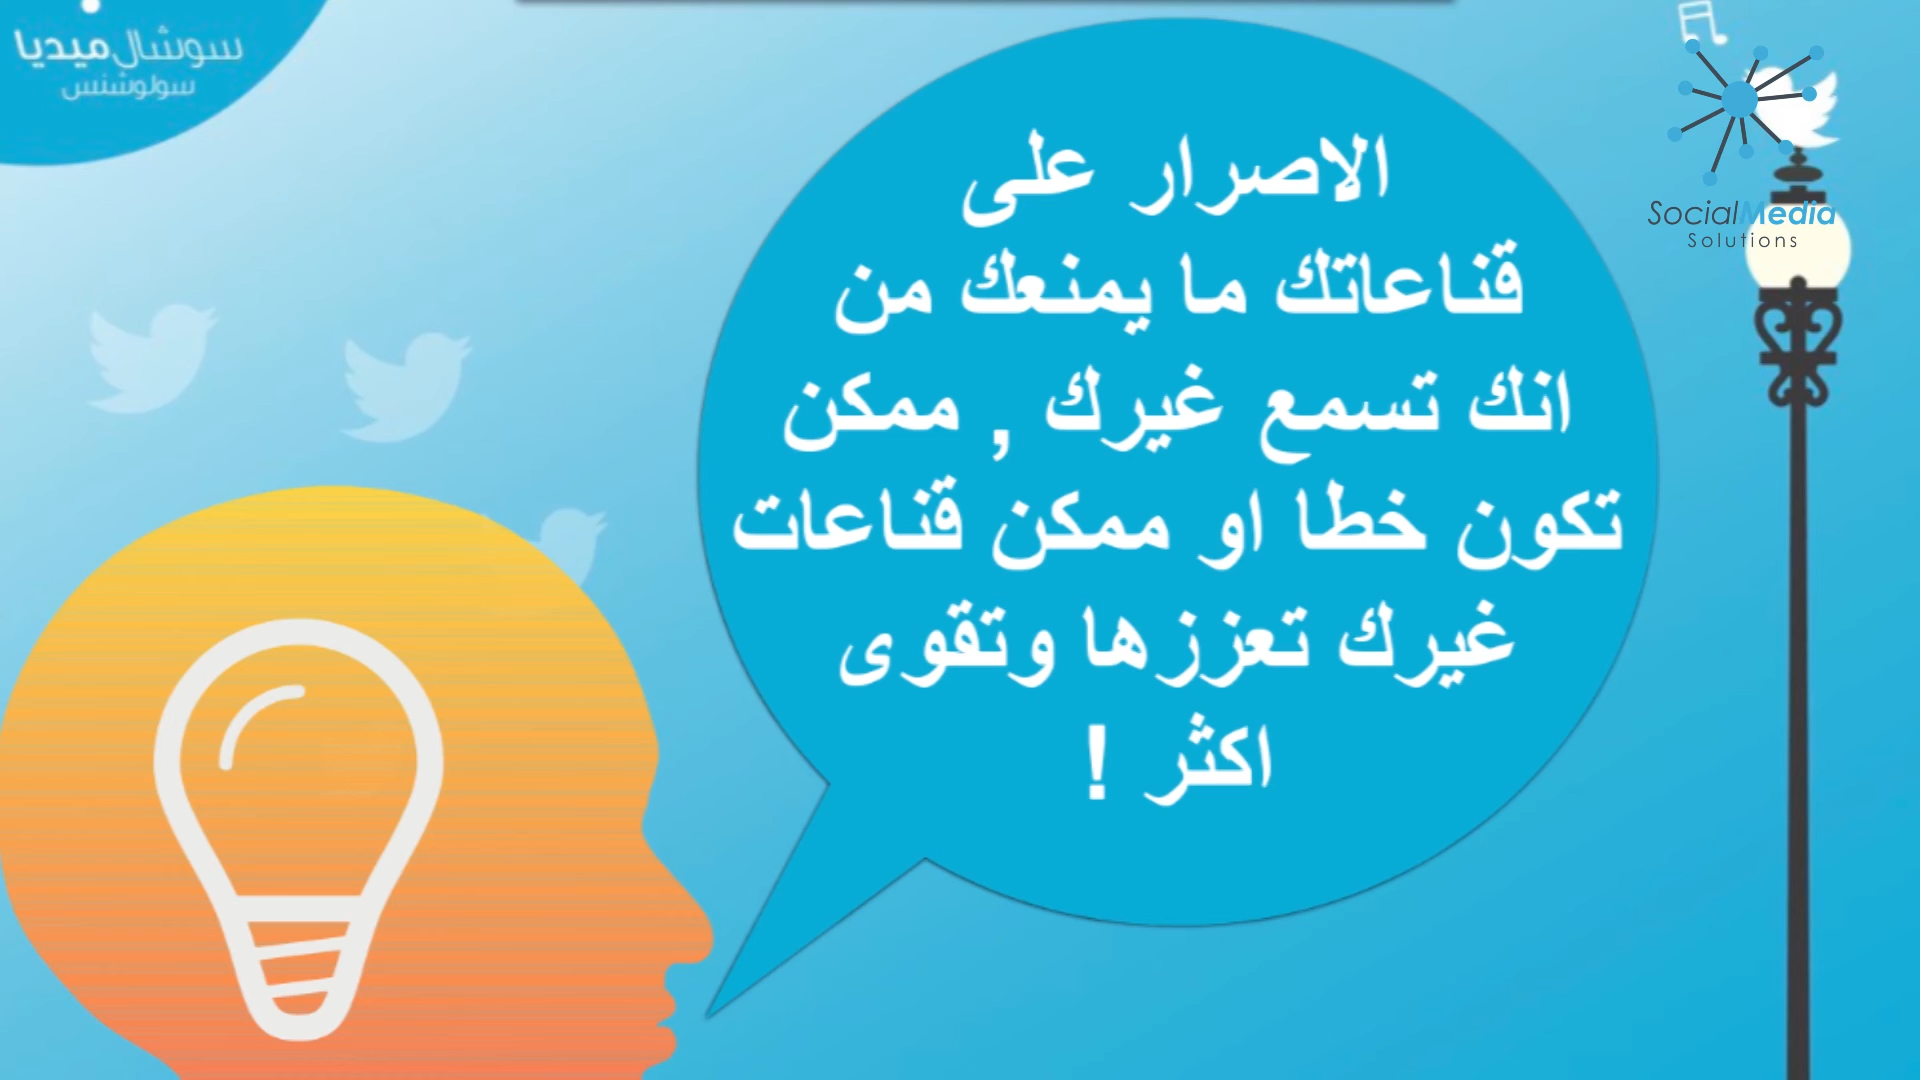 سوشال ميديا
سولوشنس
الاصرار على
قناعاتك ما يمنعك من
انك تسمع غيرك , ممكن
تكون خطا او ممكن قناعات
غيرك تعززها وتقوى
اكثر !
SocialMedia
Solutions